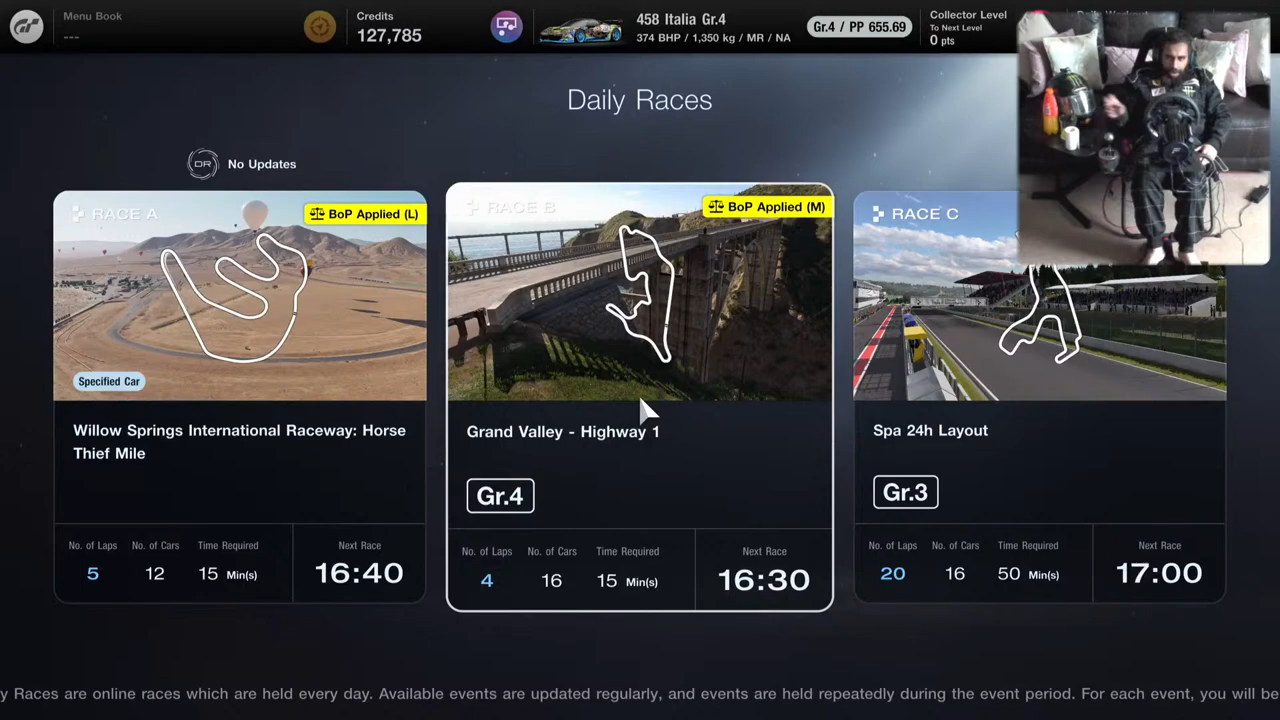 Menu Book
---
Credits
127,785
458 Italia Gr.4
374 BHP / 1,350 kg / MR / NA
Gr.4 / PP 655.69
Collector Level
To Next Level
0 pts
Daily Races
DR No Updates
RACE A
BoP Applied (L)
Specified Car
Willow Springs International Raceway: Horse
Thief Mile
No. of Laps No. of Cars Time Required Next Race
5 12 15 Min(s) 16:40
RACE B
BoP Applied (M)
Grand Valley - Highway 1
Gr.4
No. of Laps No. of Cars Time Required Next Race
4 16 15 Min(s) 16:30
RACE C
Spa 24h Layout
Gr.3
No. of Laps No. of Cars Time Required Next Race
20 16 50 Min(s) 17:00
y Races are online races which are held every day. Available events are updated regularly, and events are held repeatedly during the event period. For each event, you will be